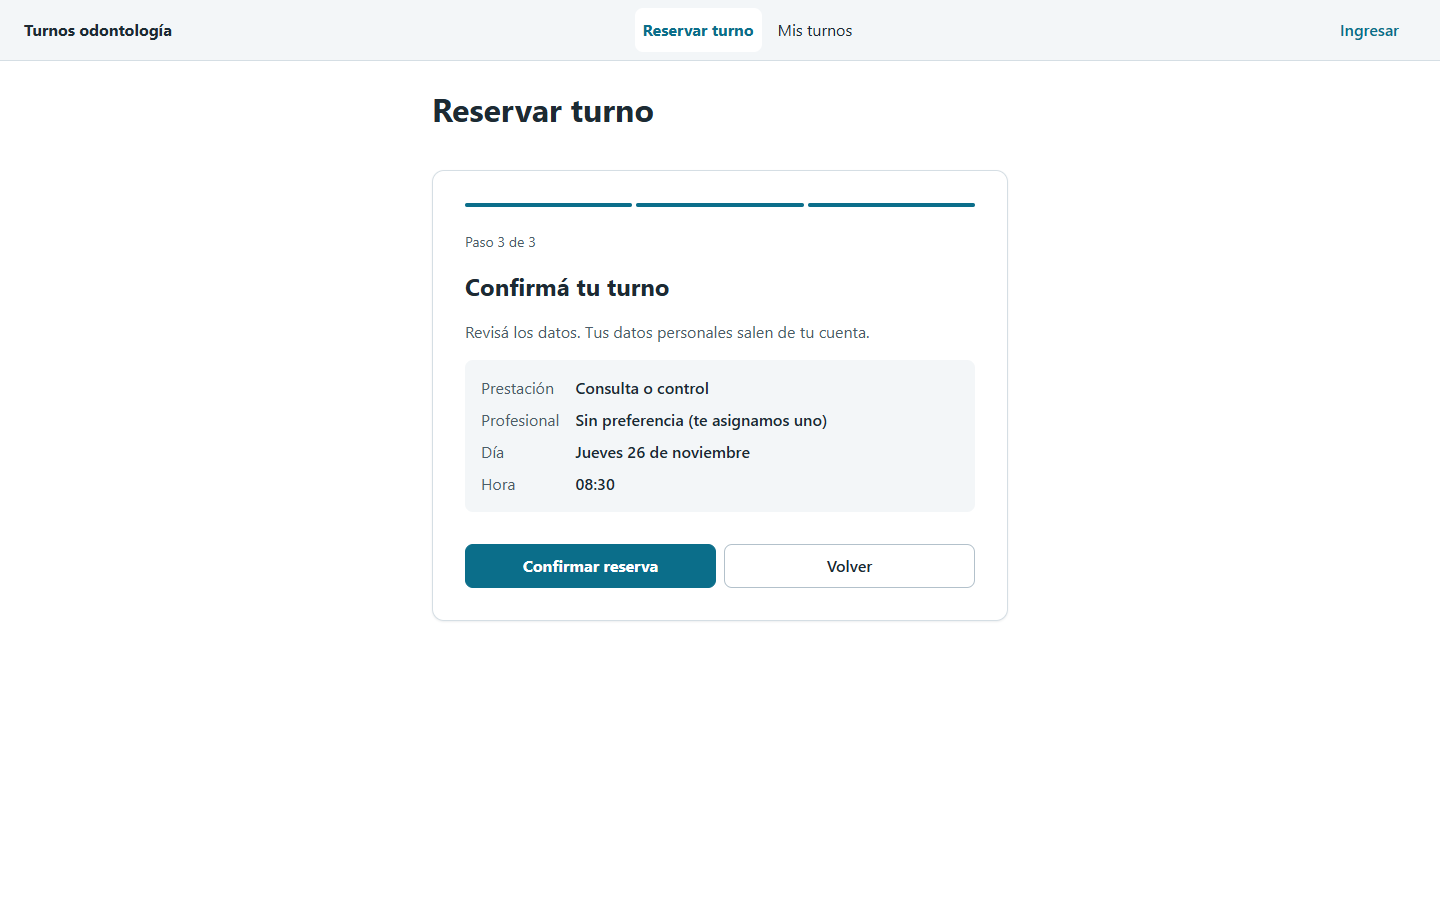 Turnos odontología
Reservar turno
Mis turnos
Ingresar
Reservar turno
Paso 3 de 3
Confirmá tu turno
Revisá los datos. Tus datos personales salen de tu cuenta.
Prestación Consulta o control
Profesional Sin preferencia (te asignamos uno)
Día Jueves 26 de noviembre
Hora 08:30
Confirmar reserva
Volver